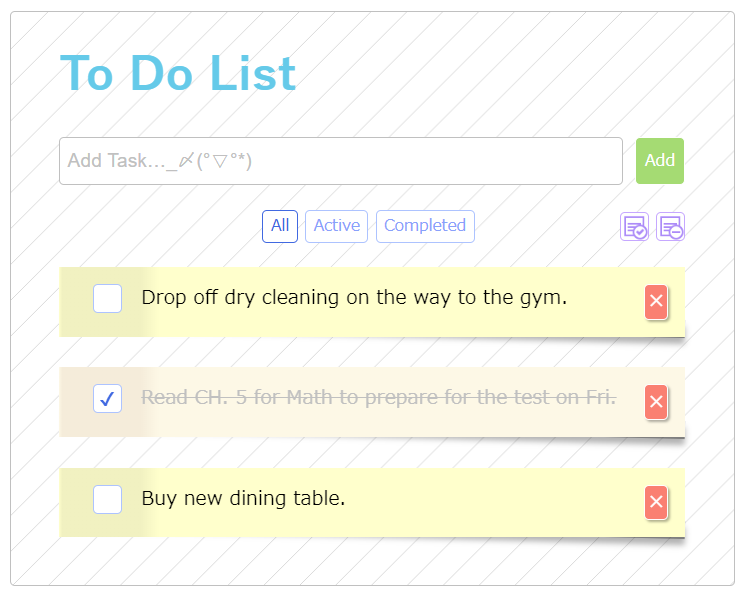 To Do List
Add Task..._〆(°▽°*)
Add
All
Active
Completed
Drop off dry cleaning on the way to the gym.
Read CH. 5 for Math to prepare for the test on Fri.
Buy new dining table.